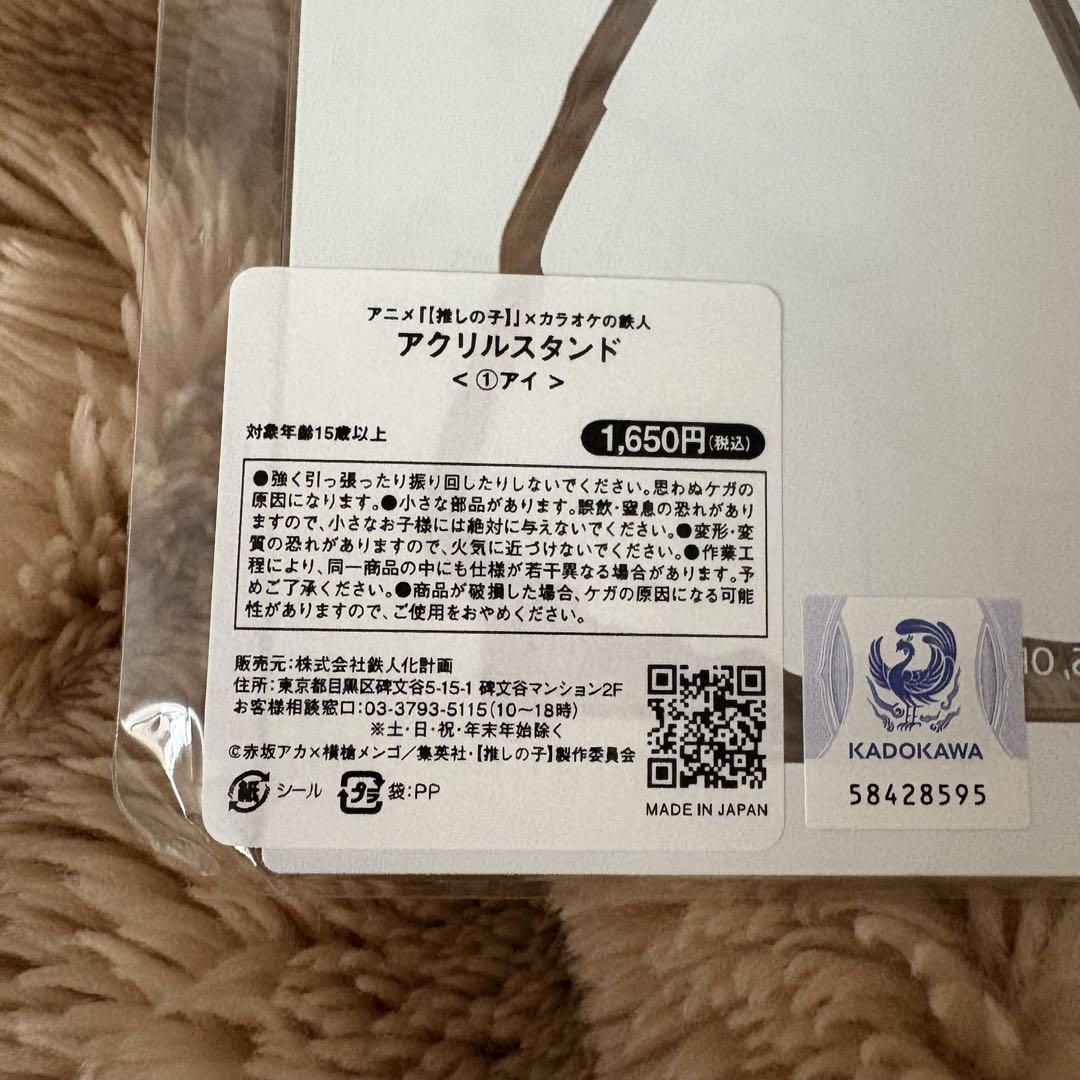 アニメ『【推しの子】』×カラオケの鉄人
アクリルスタンド
< ①アイ >
対象年齢15歳以上
1,650円(税込)
●強く引っ張ったり振り回したりしないでください。思わぬケガの
原因になります。●小さな部品があります。誤飲・窒息の恐れがあり
ますので、小さなお子様には絶対に与えないでください。●変形・変
質の恐れがありますので、火気に近づけないでください。●作業工
程により、同一商品の中にも仕様が若干異なる場合があります。予
めご了承ください。●商品が破損した場合、ケガの原因になる可能
性がありますので、ご使用をおやめください。
販売元:株式会社鉄人化計画
住所:東京都目黒区碑文谷5-15-1 碑文谷マンション2F
お客様相談窓口:03-3793-5115(10〜18時)
※土・日・祝・年末年始除く
©赤坂アカ×横槍メンゴ/集英社・【推しの子】製作委員会
紙 シール プラ 袋:PP
MADE IN JAPAN
KADOKAWA
58428595